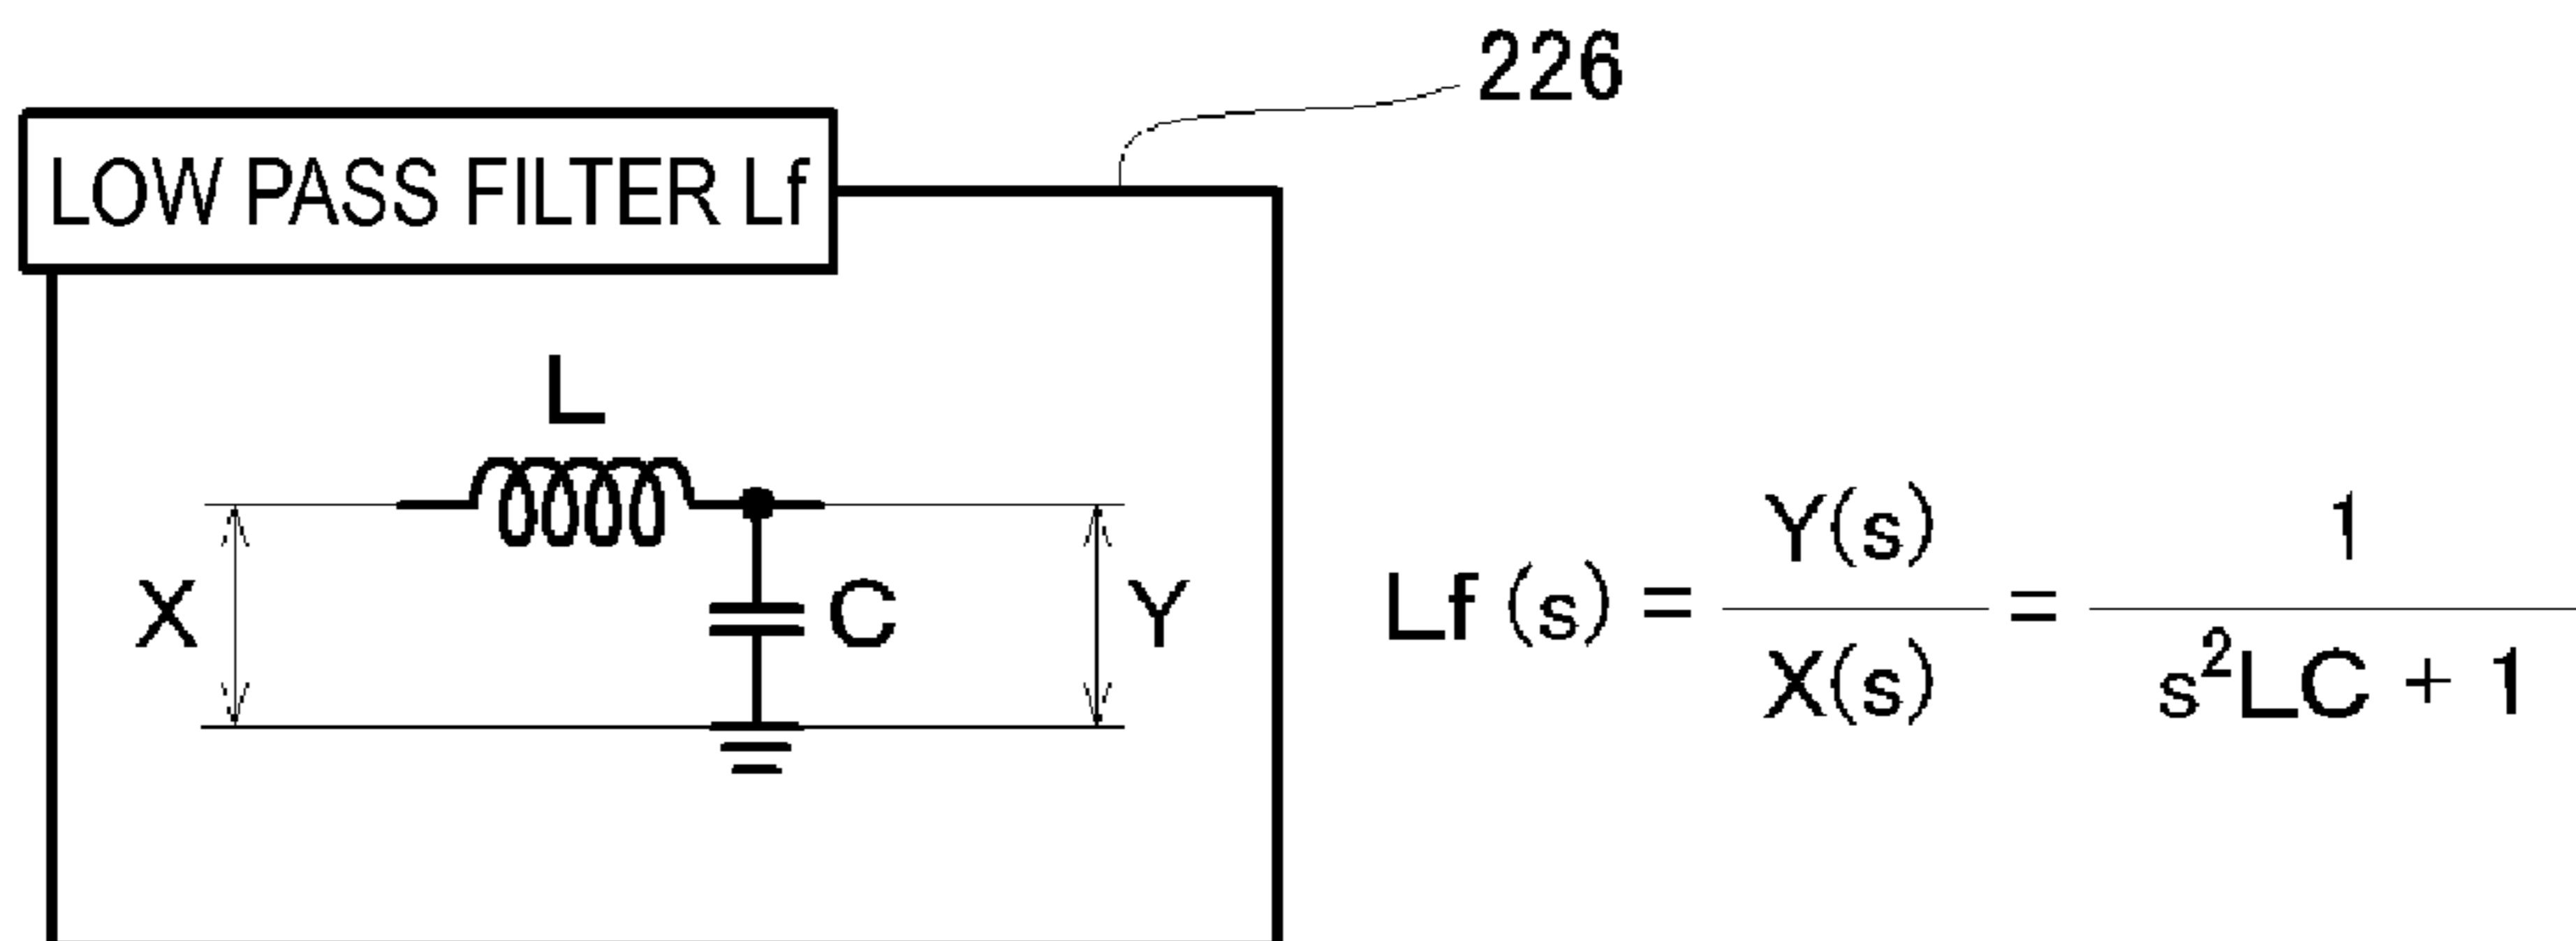 226
LOW PASS FILTER Lf
L
X
C
Y
Lf (s) = Y(s) / X(s) = 1 / s²LC + 1